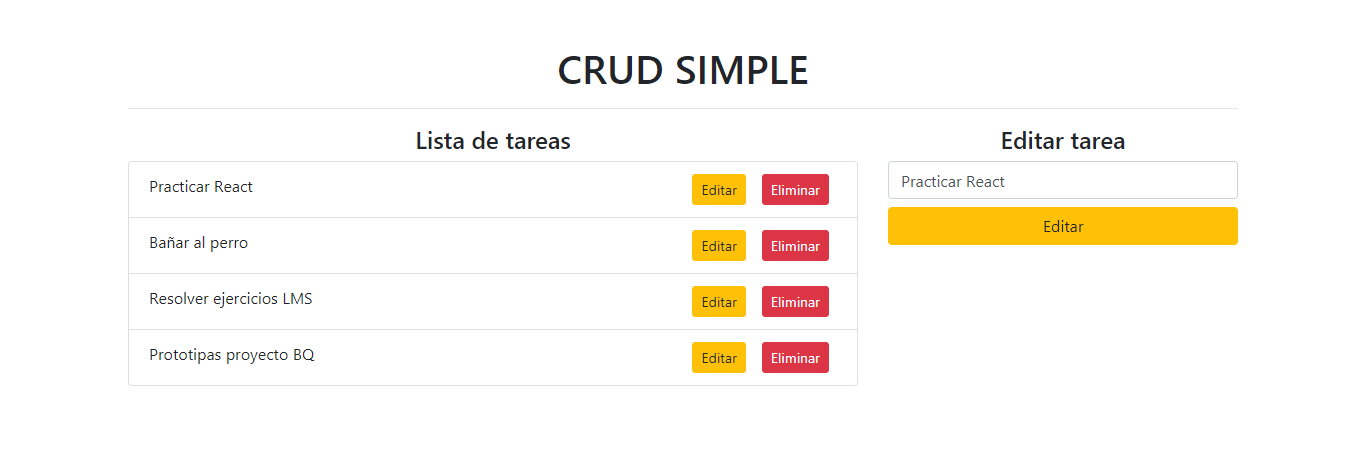 CRUD SIMPLE
Lista de tareas
Practicar React Editar Eliminar
Bañar al perro Editar Eliminar
Resolver ejercicios LMS Editar Eliminar
Prototipas proyecto BQ Editar Eliminar
Editar tarea
Practicar React
Editar